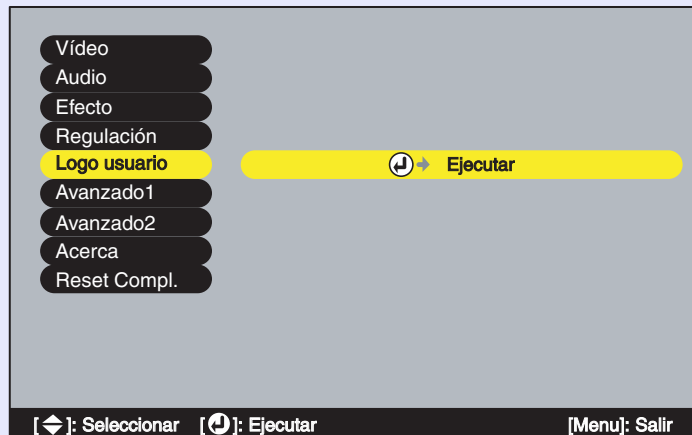 Vídeo
Audio
Efecto
Regulación
Logo usuario
Ejecutar
Avanzado1
Avanzado2
Acerca
Reset Compl.
[ ]: Seleccionar [ ]: Ejecutar [Menu]: Salir